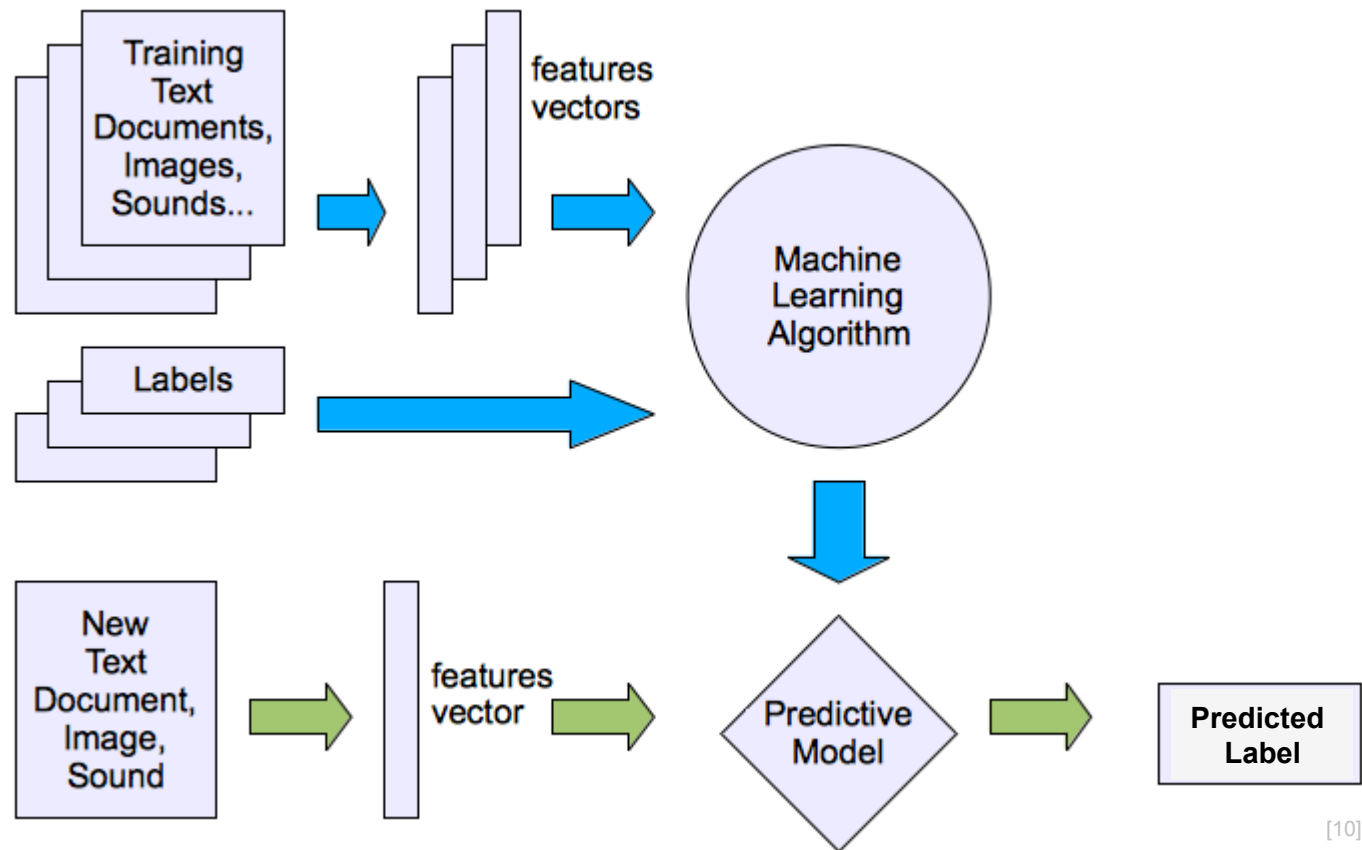 Training
Text
Documents,
Images,
Sounds...
features
vectors
Machine
Learning
Algorithm
Labels
New
Text
Document,
Image,
Sound
features
vector
Predictive
Model
Predicted
Label
[10]